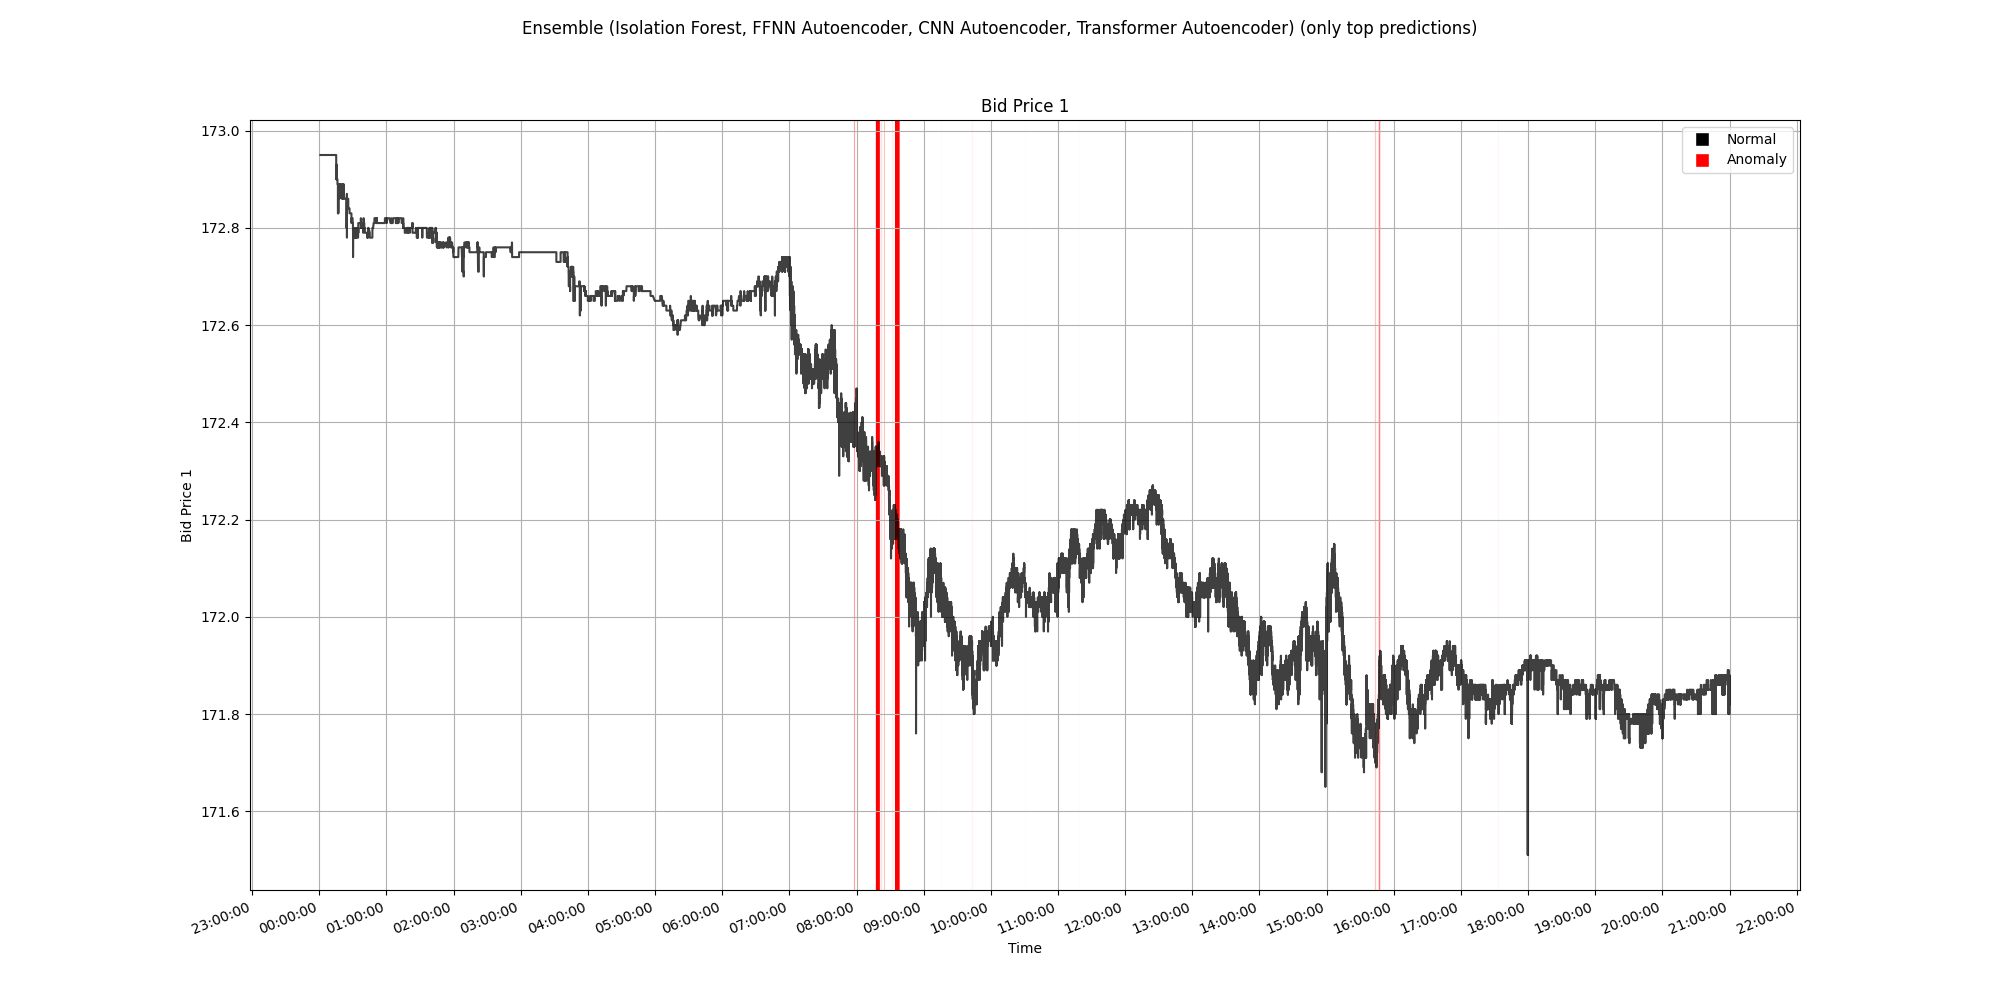 Ensemble (Isolation Forest, FFNN Autoencoder, CNN Autoencoder, Transformer Autoencoder) (only top predictions)
Bid Price 1
Normal
Anomaly
Bid Price 1
173.0
172.8
172.6
172.4
172.2
172.0
171.8
171.6
23:00:00 00:00:00 01:00:00 02:00:00 03:00:00 04:00:00 05:00:00 06:00:00 07:00:00 08:00:00 09:00:00 10:00:00 11:00:00 12:00:00 13:00:00 14:00:00 15:00:00 16:00:00 17:00:00 18:00:00 19:00:00 20:00:00 21:00:00 22:00:00
Time